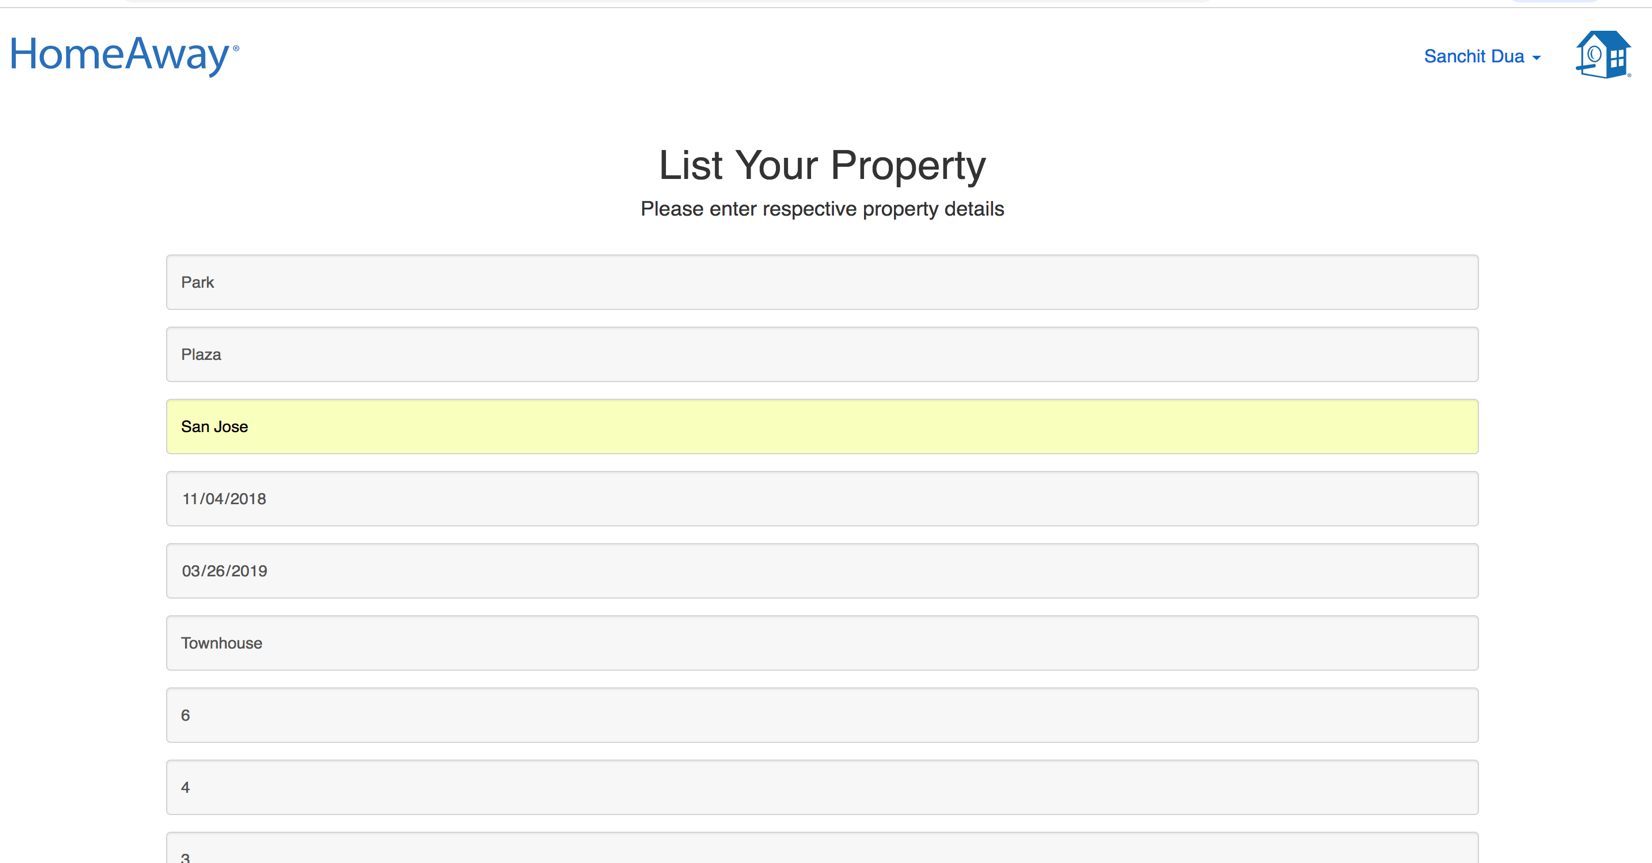 HomeAway®
Sanchit Dua
List Your Property
Please enter respective property details
Park
Plaza
San Jose
11/04/2018
03/26/2019
Townhouse
6
4
3